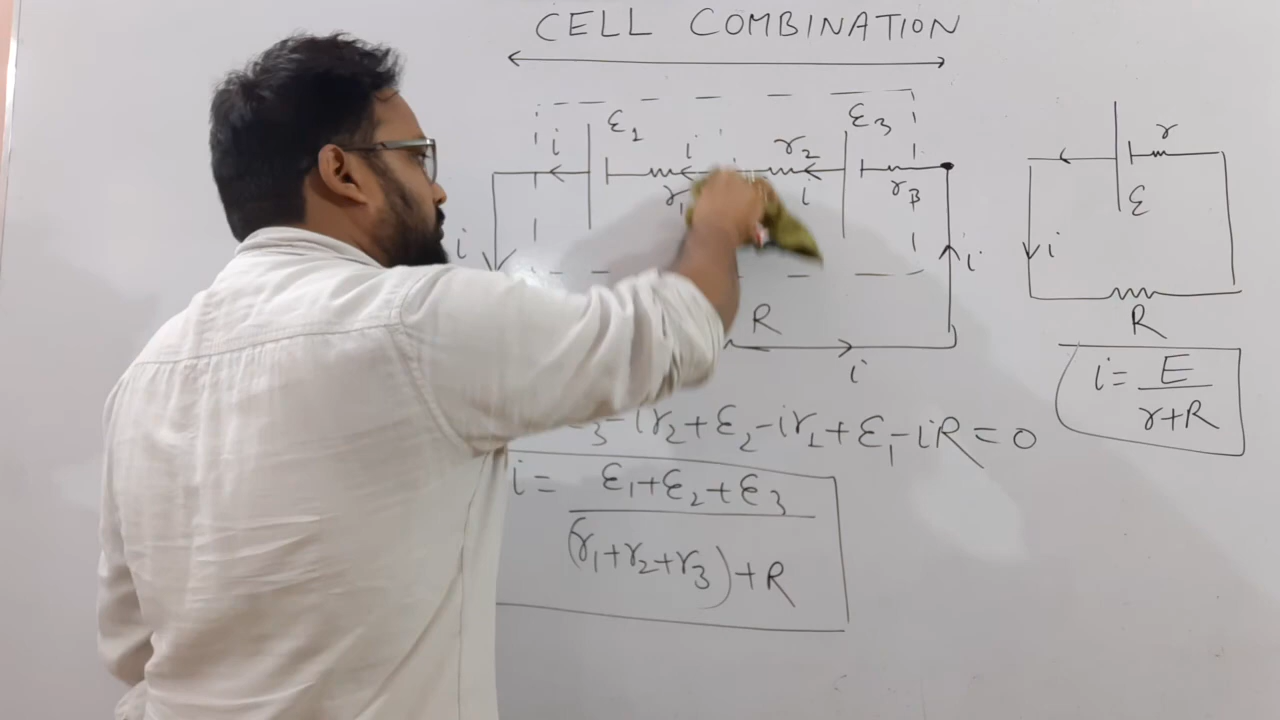 CELL COMBINATION
ε1 ε3
i i r2 r3
r1 i
i i
R
i
3 - ir2 + ε2 - ir1 + ε1 - iR = 0
i = ε1 + ε2 + ε3 / (r1 + r2 + r3) + R
r
ε
i
R
i = E / r + R